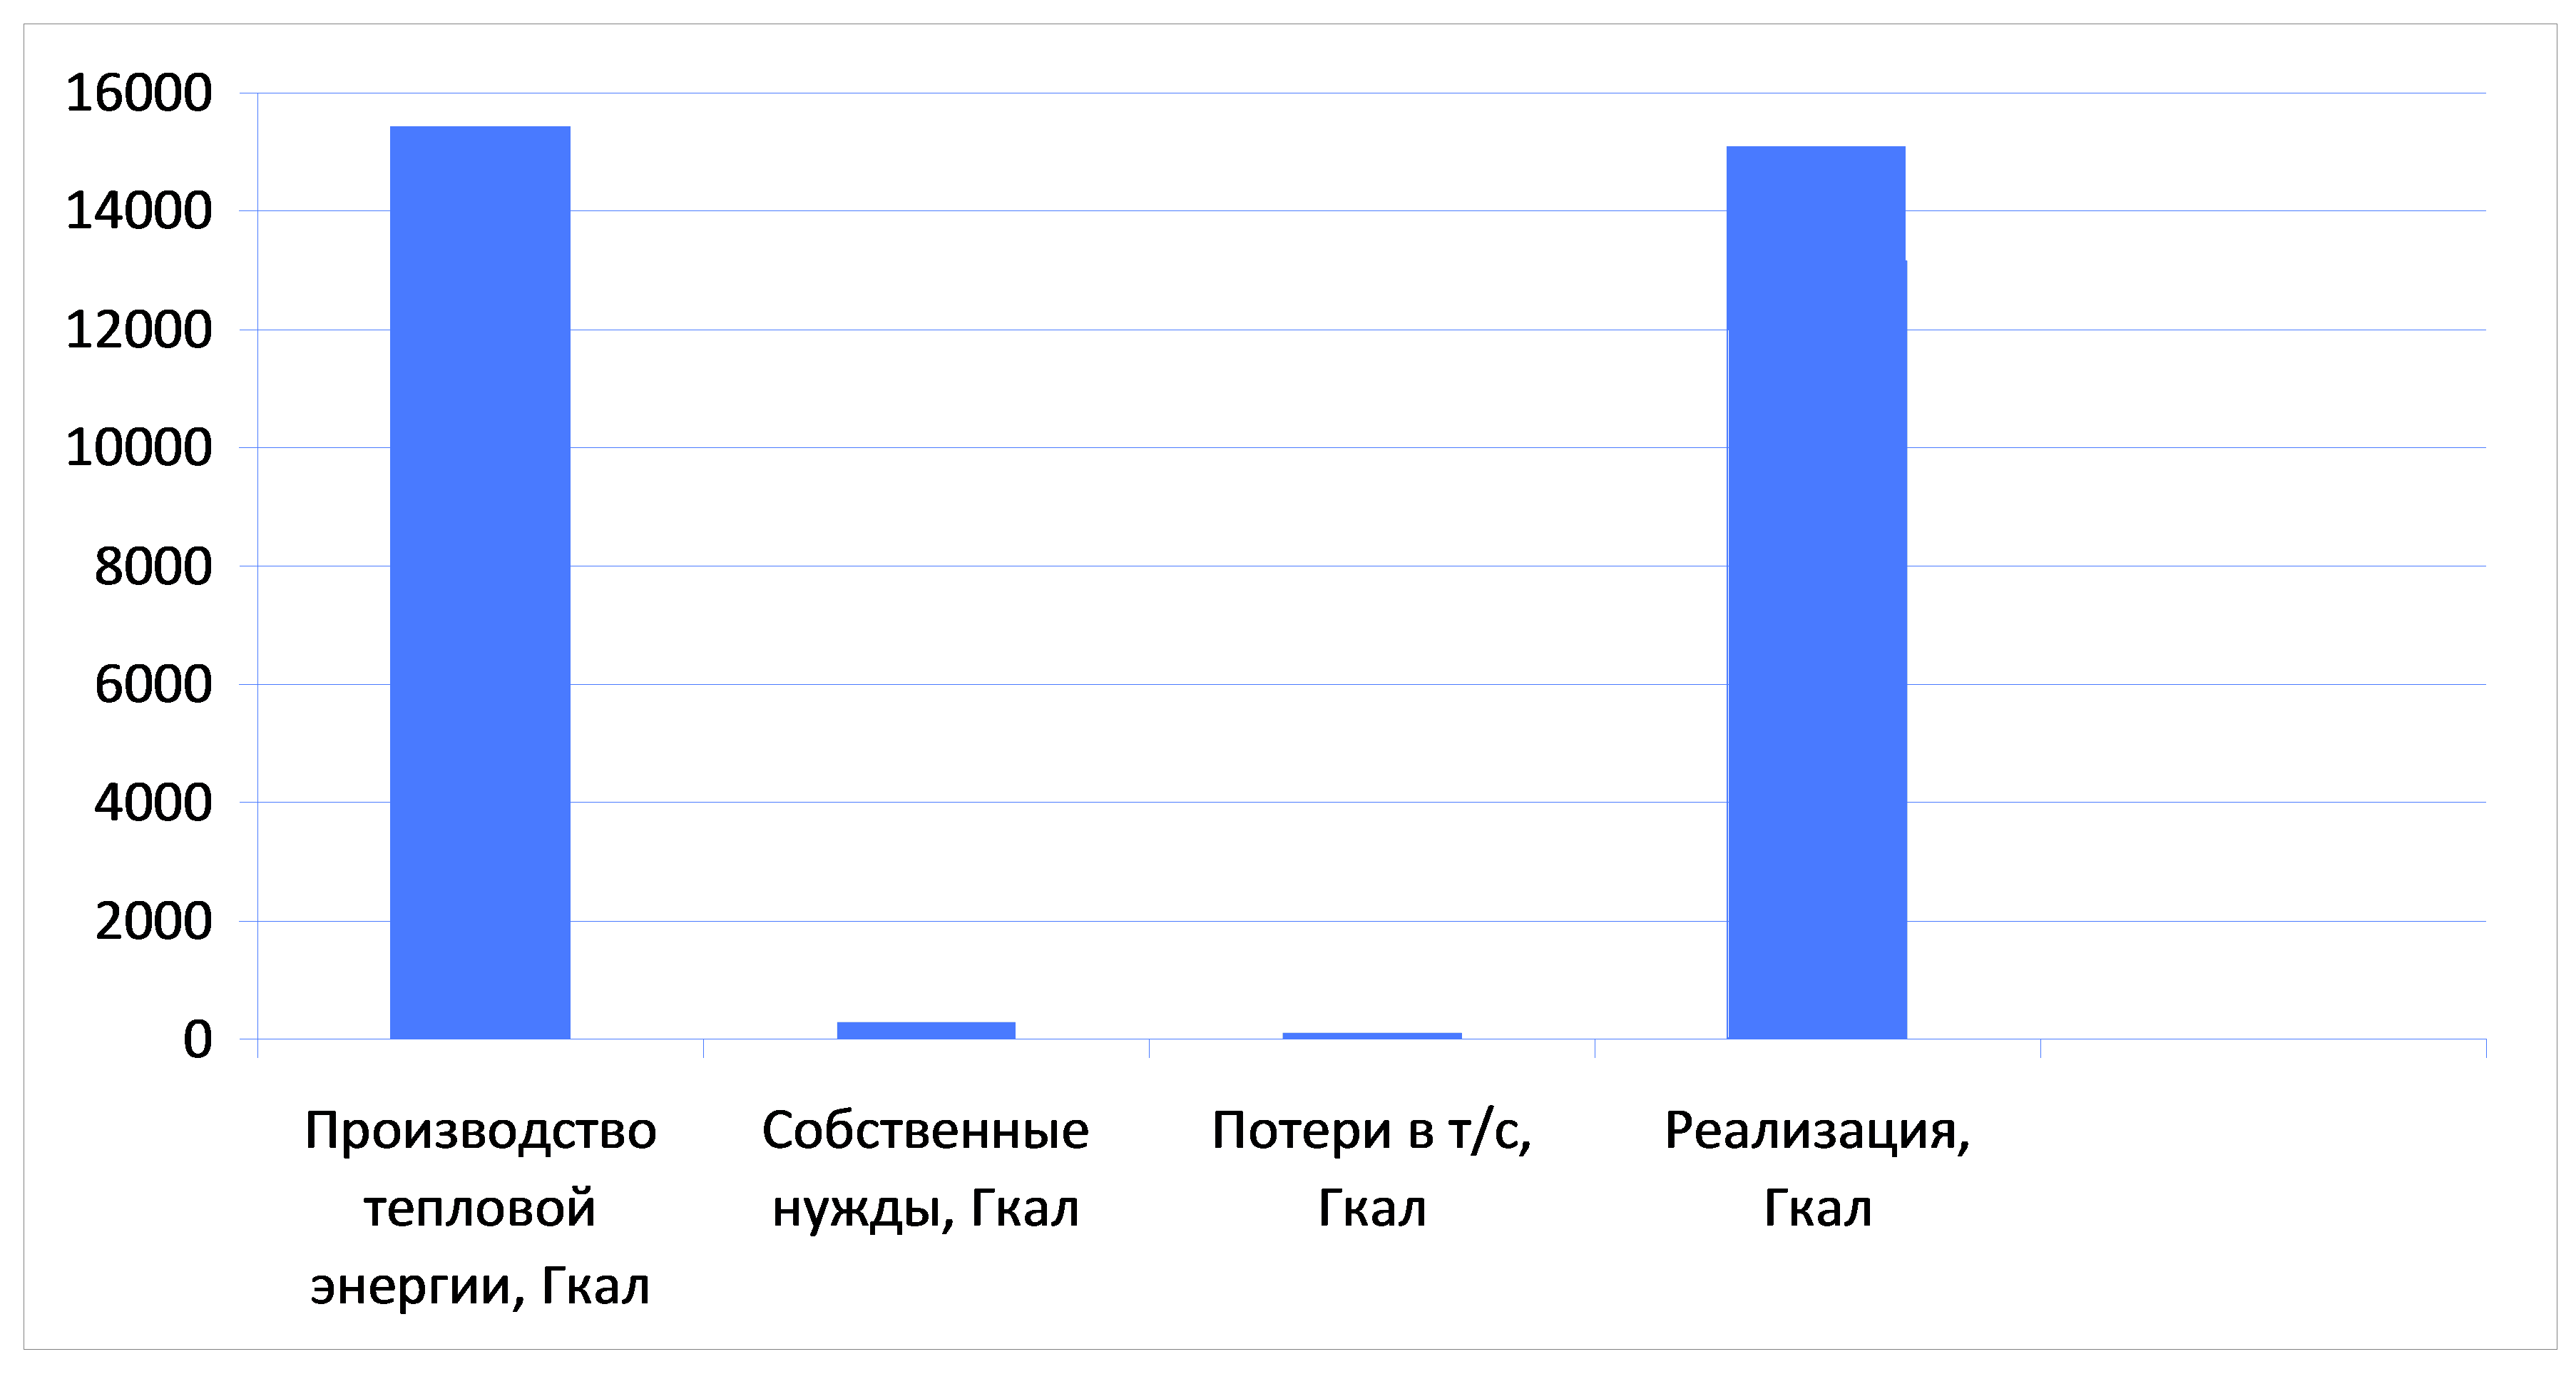 16000
14000
12000
10000
8000
6000
4000
2000
0
Производство
тепловой
энергии, Гкал
Собственные
нужды, Гкал
Потери в т/с,
Гкал
Реализация,
Гкал